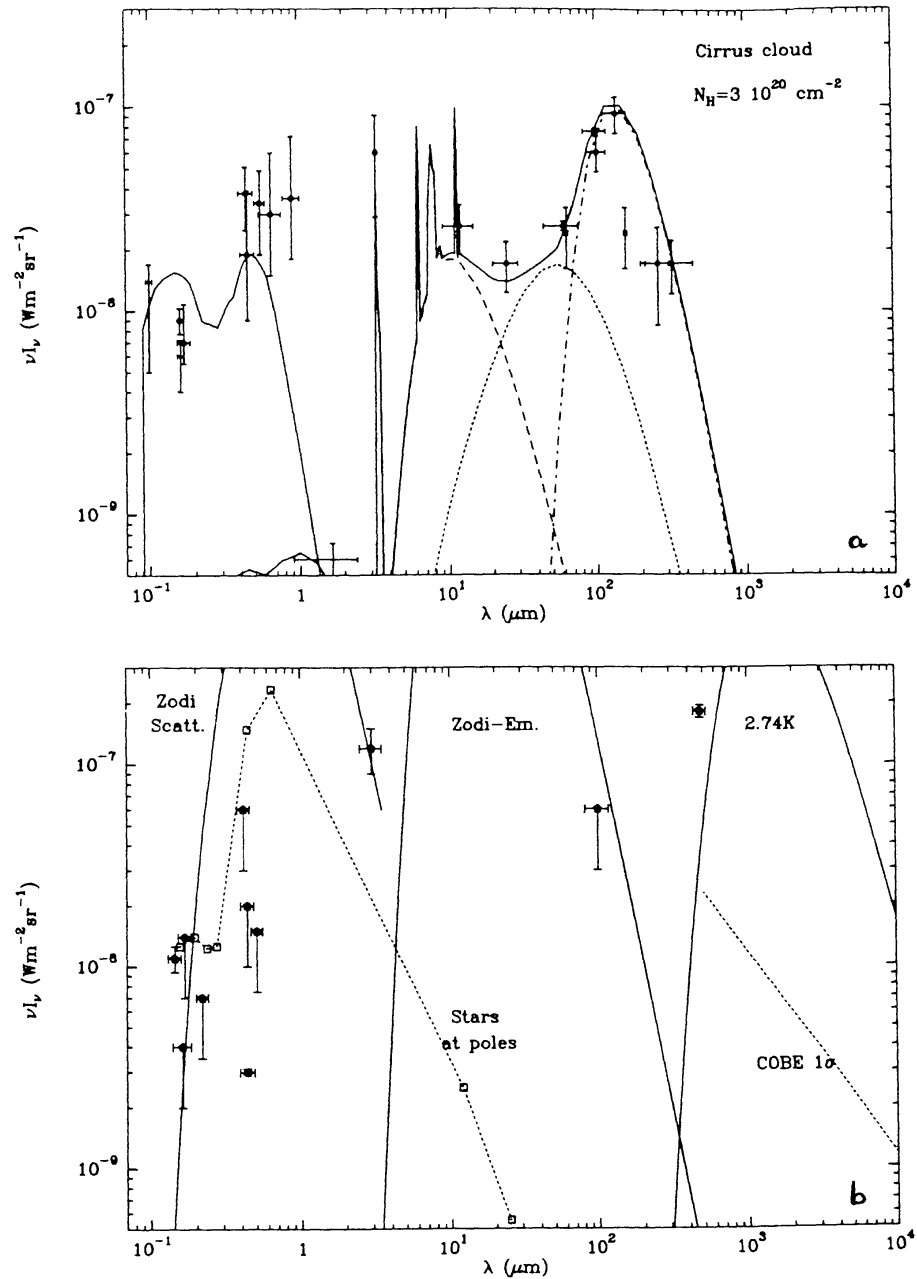 Cirrus cloud
N_H=3 10^20 cm^-2
10^-7
10^-8
10^-9
νI_ν (Wm^-2sr^-1)
a
10^-1 1 10^1 10^2 10^3 10^4
λ (μm)
Zodi
Scatt.
Zodi-Em.
2.74K
10^-7
10^-8
10^-9
νI_ν (Wm^-2sr^-1)
Stars
at poles
COBE 1σ
b
10^-1 1 10^1 10^2 10^3 10^4
λ (μm)